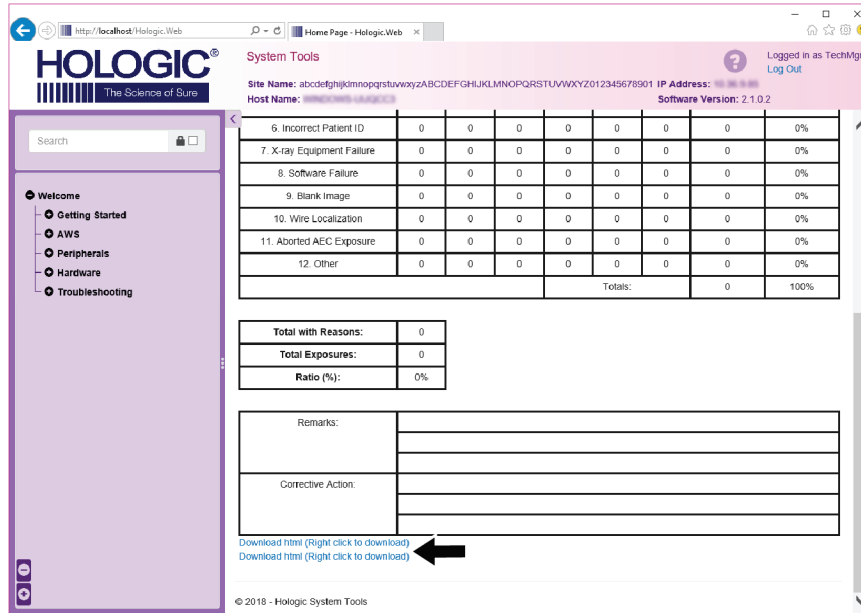 http://localhost/Hologic.Web
Home Page - Hologic.Web
HOLOGIC®
The Science of Sure
System Tools
Logged in as TechMgr
Log Out
Site Name: abcdefghijklmnopqrstuvwxyzABCDEFGHIJKLMNOPQRSTUVWXYZ012345678901 IP Address:
Host Name: Software Version: 2.1.0.2
Search
Welcome
Getting Started
AWS
Peripherals
Hardware
Troubleshooting
6. Incorrect Patient ID 0 0 0 0 0 0 0 0%
7. X-ray Equipment Failure 0 0 0 0 0 0 0 0%
8. Software Failure 0 0 0 0 0 0 0 0%
9. Blank Image 0 0 0 0 0 0 0 0%
10. Wire Localization 0 0 0 0 0 0 0 0%
11. Aborted AEC Exposure 0 0 0 0 0 0 0 0%
12. Other 0 0 0 0 0 0 0 0%
Totals: 0 100%
Total with Reasons: 0
Total Exposures: 0
Ratio (%): 0%
Remarks:
Corrective Action:
Download html (Right click to download)
Download html (Right click to download)
© 2018 - Hologic System Tools